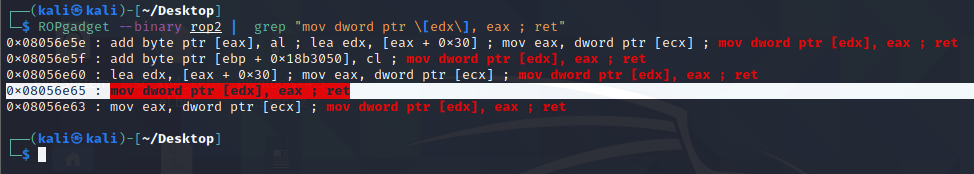 ┌──(kali㉿kali)-[~/Desktop]
└─$ ROPgadget --binary rop2 |  grep "mov dword ptr \[edx\], eax ; ret"
0×08056e5e : add byte ptr [eax], al ; lea edx, [eax + 0×30] ; mov eax, dword ptr [ecx] ; mov dword ptr [edx], eax ; ret
0×08056e5f : add byte ptr [ebp + 0×18b3050], cl ; mov dword ptr [edx], eax ; ret
0×08056e60 : lea edx, [eax + 0×30] ; mov eax, dword ptr [ecx] ; mov dword ptr [edx], eax ; ret
0×08056e65 : mov dword ptr [edx], eax ; ret
0×08056e63 : mov eax, dword ptr [ecx] ; mov dword ptr [edx], eax ; ret
┌──(kali㉿kali)-[~/Desktop]
└─$